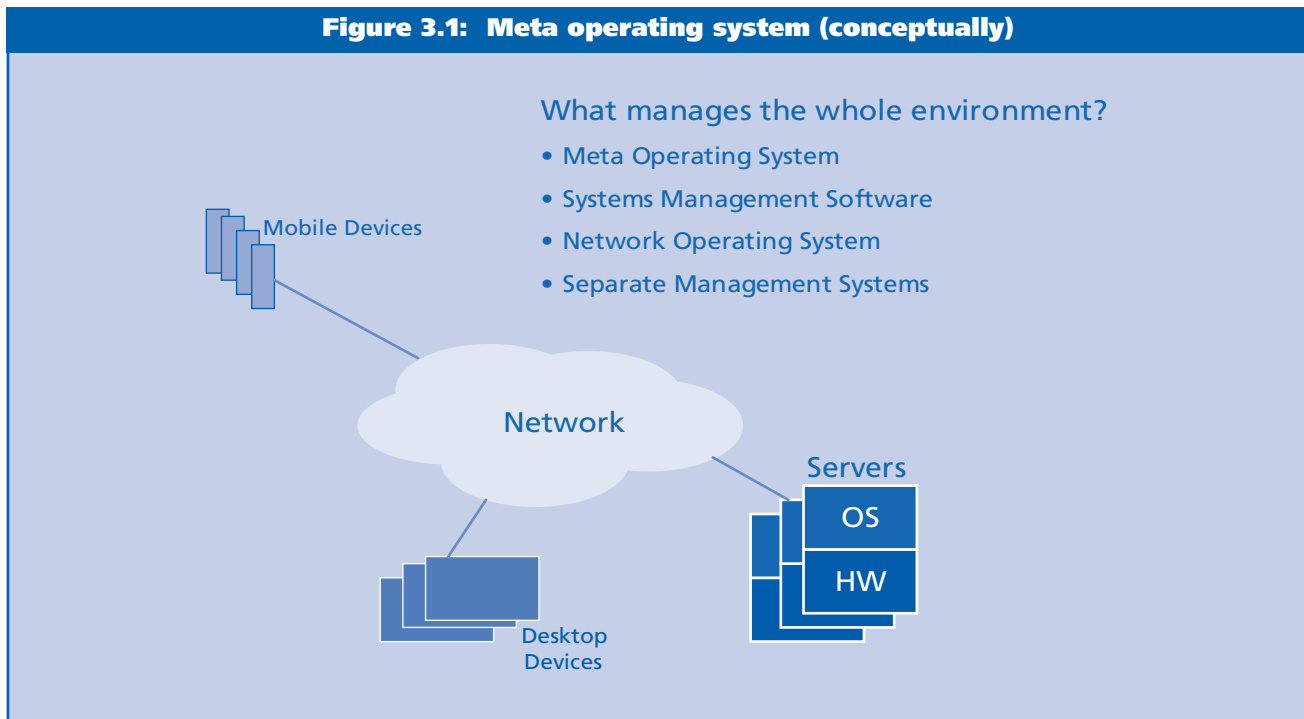 Figure 3.1: Meta operating system (conceptually)
What manages the whole environment?
• Meta Operating System
• Systems Management Software
• Network Operating System
• Separate Management Systems
Mobile Devices
Network
Servers
OS
HW
Desktop
Devices